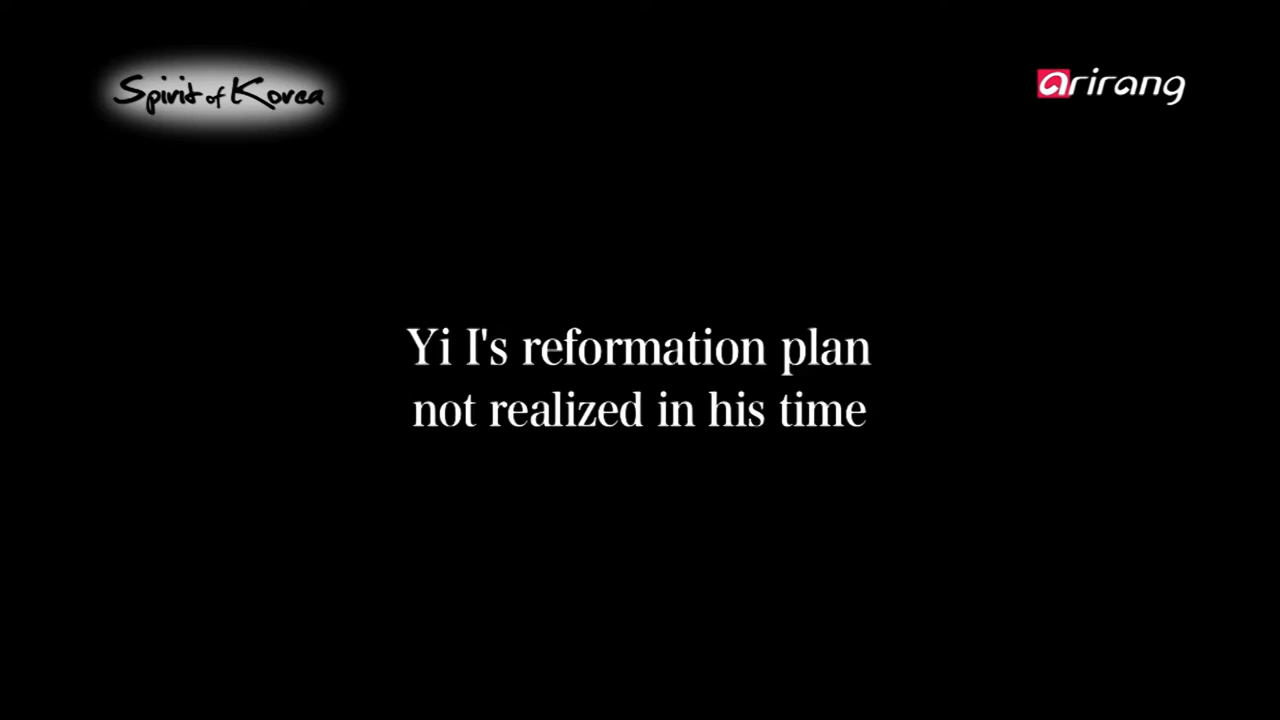 Spirit of Korea
arirang
Yi I's reformation plan
not realized in his time